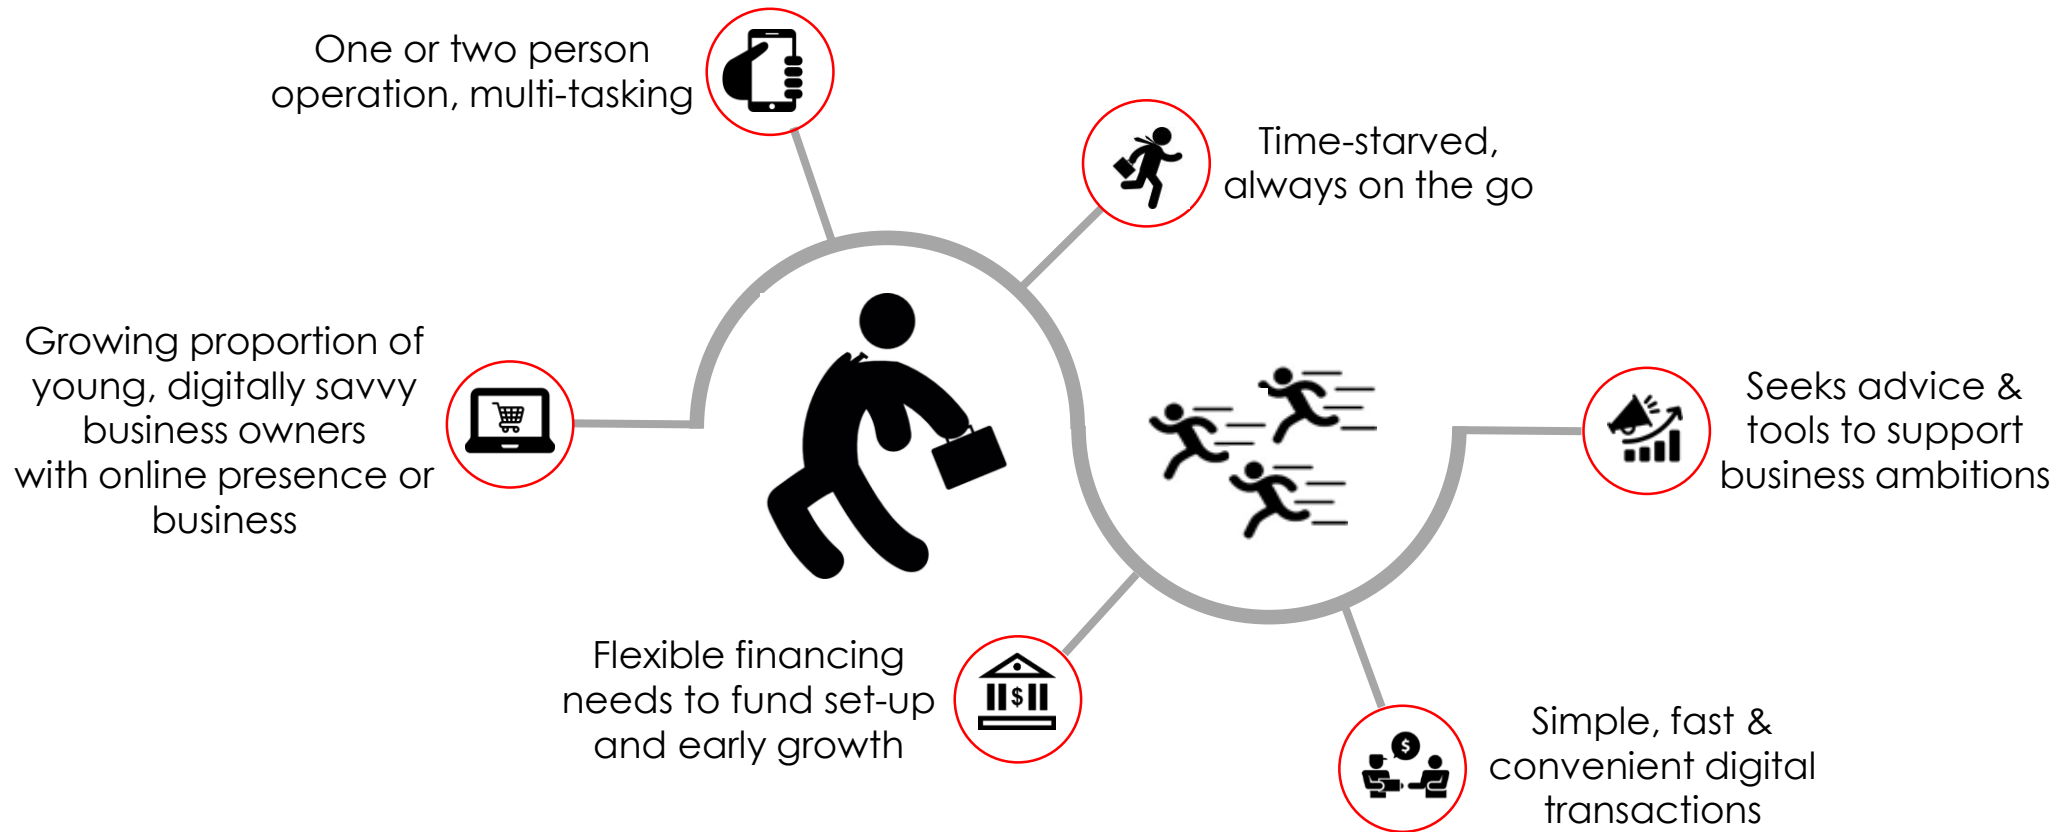 One or two person
operation, multi-tasking
Time-starved,
always on the go
Growing proportion of
young, digitally savvy
business owners
with online presence or
business
Seeks advice &
tools to support
business ambitions
Flexible financing
needs to fund set-up
and early growth
$
Simple, fast &
convenient digital
transactions
$